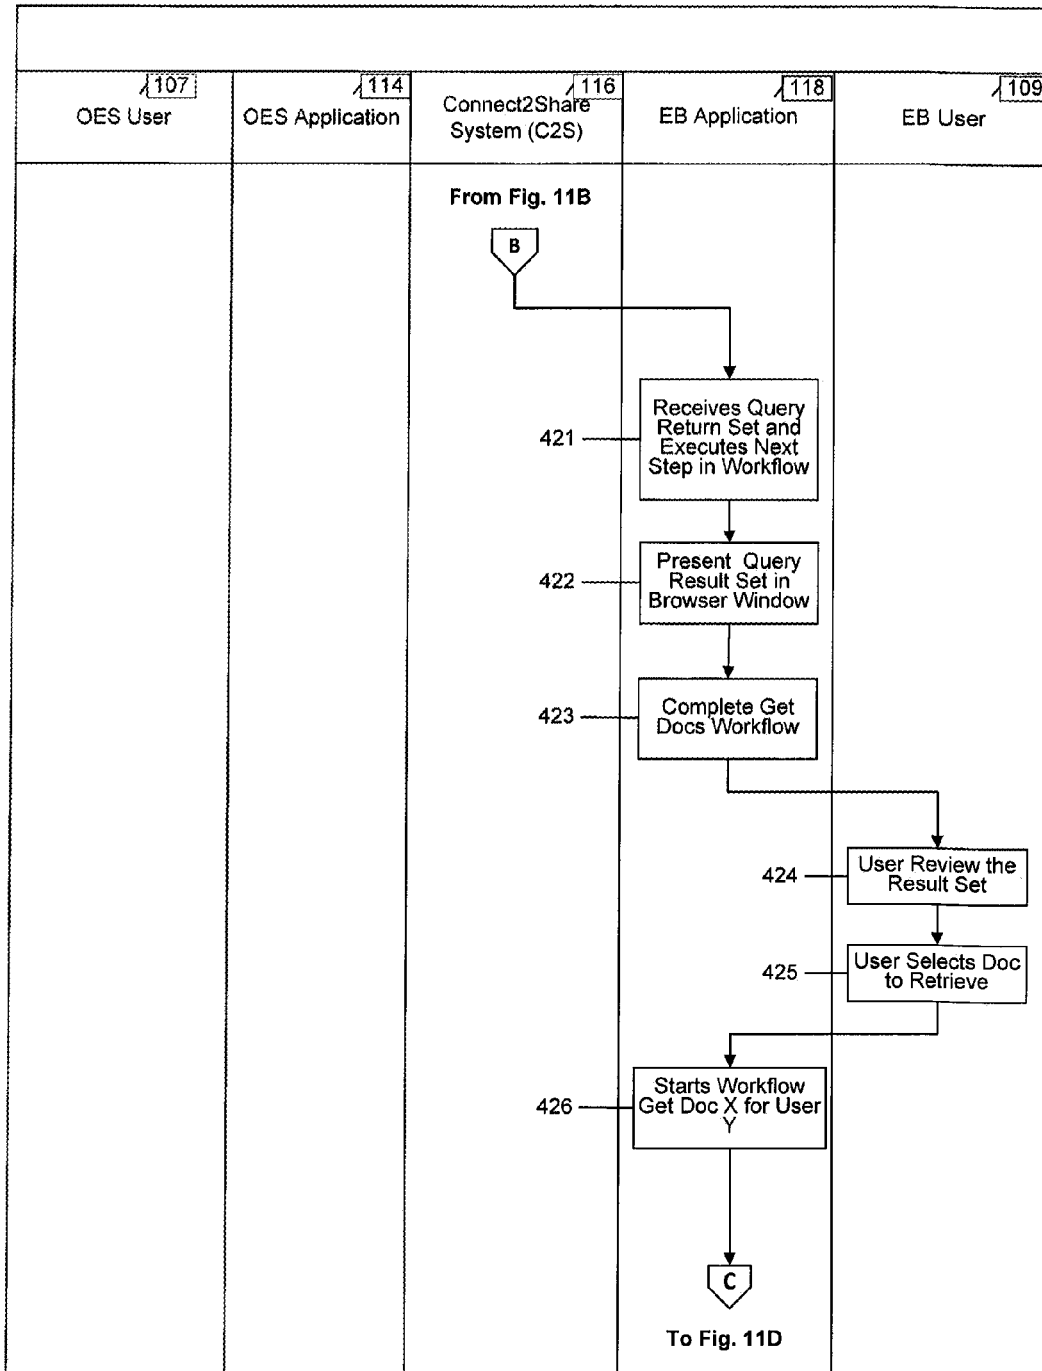 107
114
116
118
109
OES User
OES Application
Connect2Share
System (C2S)
EB Application
EB User
From Fig. 11B
B
421
Receives Query
Return Set and
Executes Next
Step in Workflow
422
Present Query
Result Set in
Browser Window
423
Complete Get
Docs Workflow
424
User Review the
Result Set
425
User Selects Doc
to Retrieve
426
Starts Workflow
Get Doc X for User
Y
C
To Fig. 11D